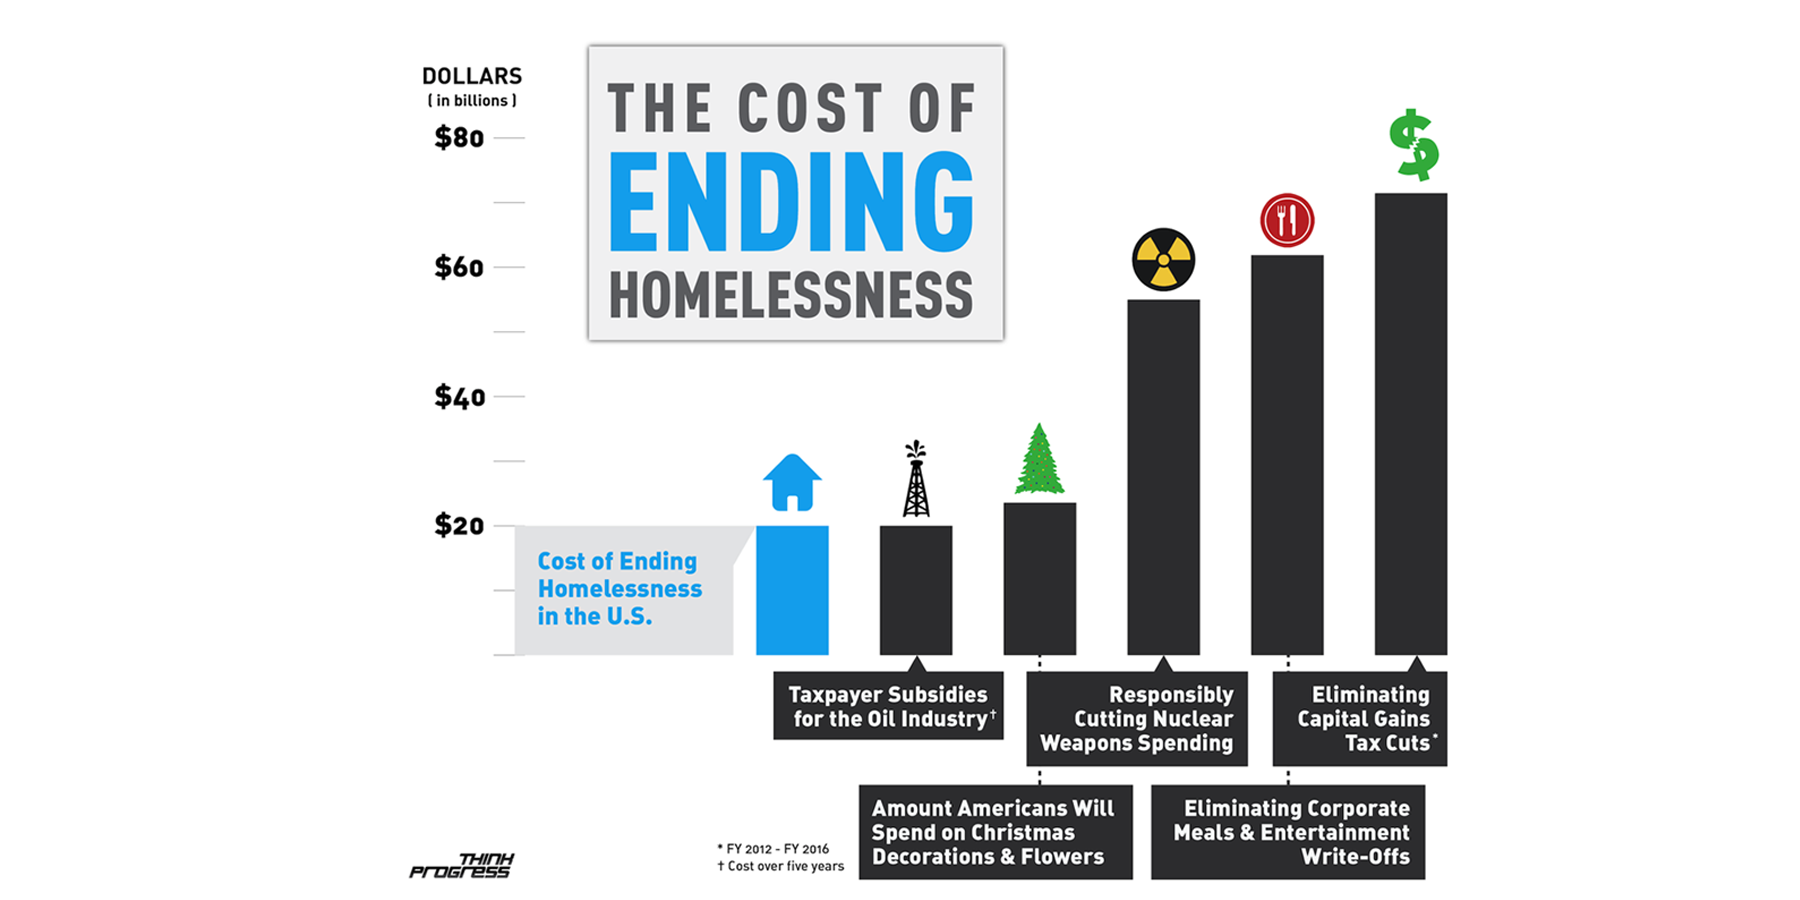 DOLLARS
( in billions )
$80
$60
$40
$20
THE COST OF
ENDING
HOMELESSNESS
Cost of Ending
Homelessness
in the U.S.
Taxpayer Subsidies
for the Oil Industry†
Responsibly
Cutting Nuclear
Weapons Spending
Eliminating
Capital Gains
Tax Cuts*
Amount Americans Will
Spend on Christmas
Decorations & Flowers
Eliminating Corporate
Meals & Entertainment
Write-Offs
* FY 2012 - FY 2016
† Cost over five years
THINK
PROGRESS